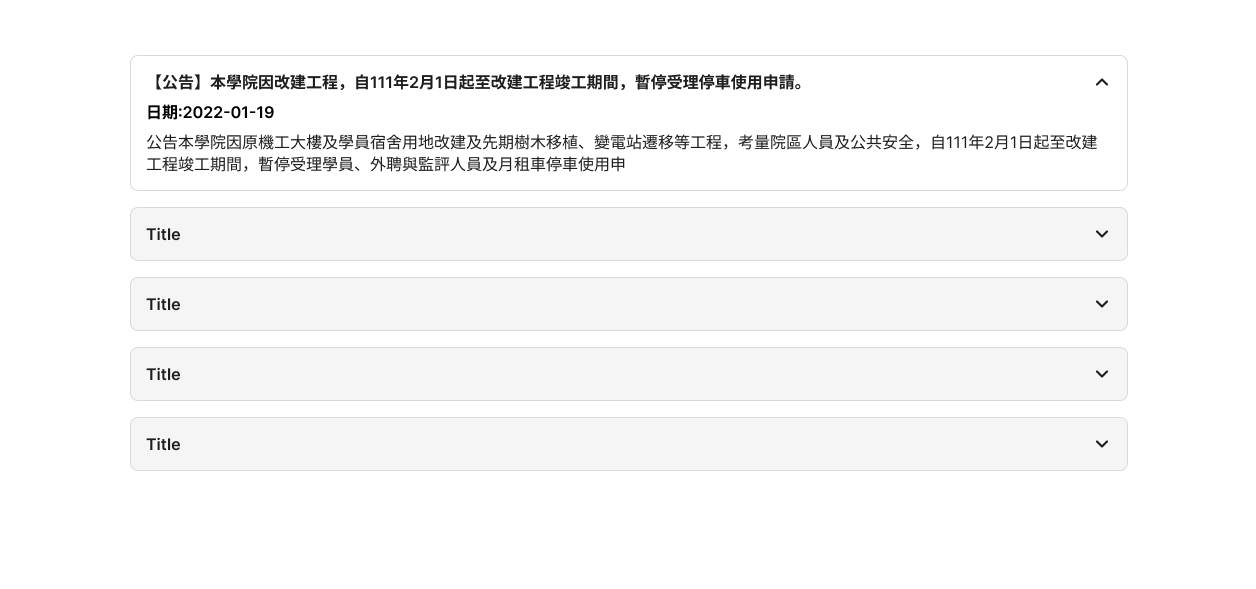 【公告】本學院因改建工程，自111年2月1日起至改建工程竣工期間，暫停受理停車使用申請。
日期:2022-01-19
公告本學院因原機工大樓及學員宿舍用地改建及先期樹木移植、變電站遷移等工程，考量院區人員及公共安全，自111年2月1日起至改建
工程竣工期間，暫停受理學員、外聘與監評人員及月租車停車使用申
Title
Title
Title
Title